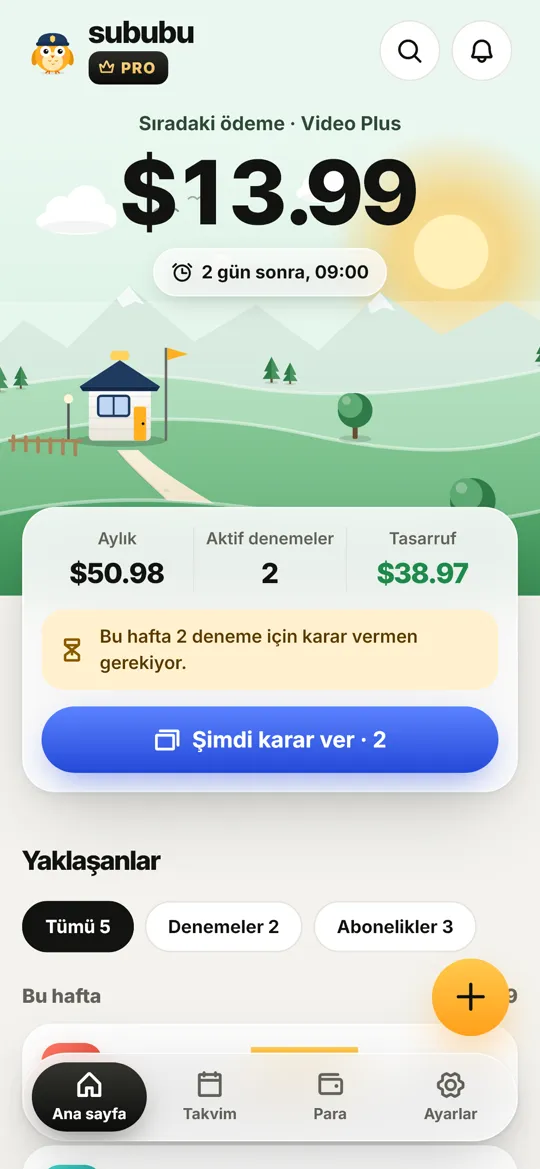 sububu
PRO
Sıradaki ödeme · Video Plus
$13.99
2 gün sonra, 09:00
Aylık
$50.98
Aktif denemeler
2
Tasarruf
$38.97
Bu hafta 2 deneme için karar vermen
gerekiyor.
Şimdi karar ver · 2
Yaklaşanlar
Tümü 5
Denemeler 2
Abonelikler 3
Bu hafta
Ana sayfa
Takvim
Para
Ayarlar